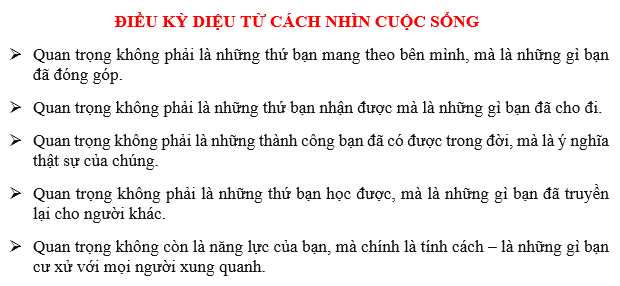 ĐIỀU KỲ DIỆU TỪ CÁCH NHÌN CUỘC SỐNG
➢ Quan trọng không phải là những thứ bạn mang theo bên mình, mà là những gì bạn
đã đóng góp.
➢ Quan trọng không phải là những thứ bạn nhận được mà là những gì bạn đã cho đi.
➢ Quan trọng không phải là những thành công bạn đã có được trong đời, mà là ý nghĩa
thật sự của chúng.
➢ Quan trọng không phải là những thứ bạn học được, mà là những gì bạn đã truyền
lại cho người khác.
➢ Quan trọng không còn là năng lực của bạn, mà chính là tính cách – là những gì bạn
cư xử với mọi người xung quanh.